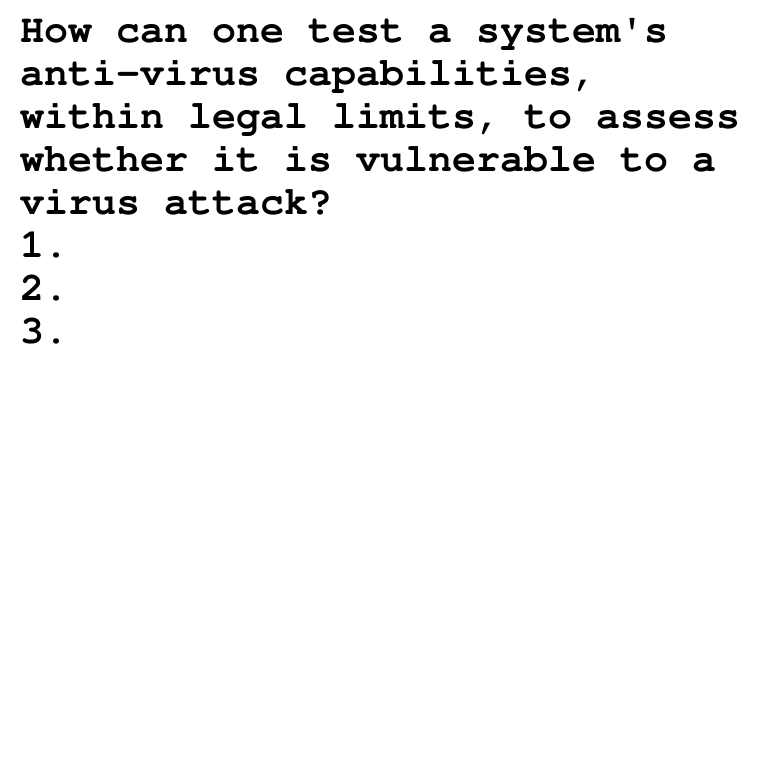 How can one test a system's
anti-virus capabilities,
within legal limits, to assess
whether it is vulnerable to a
virus attack?
1.
2.
3.